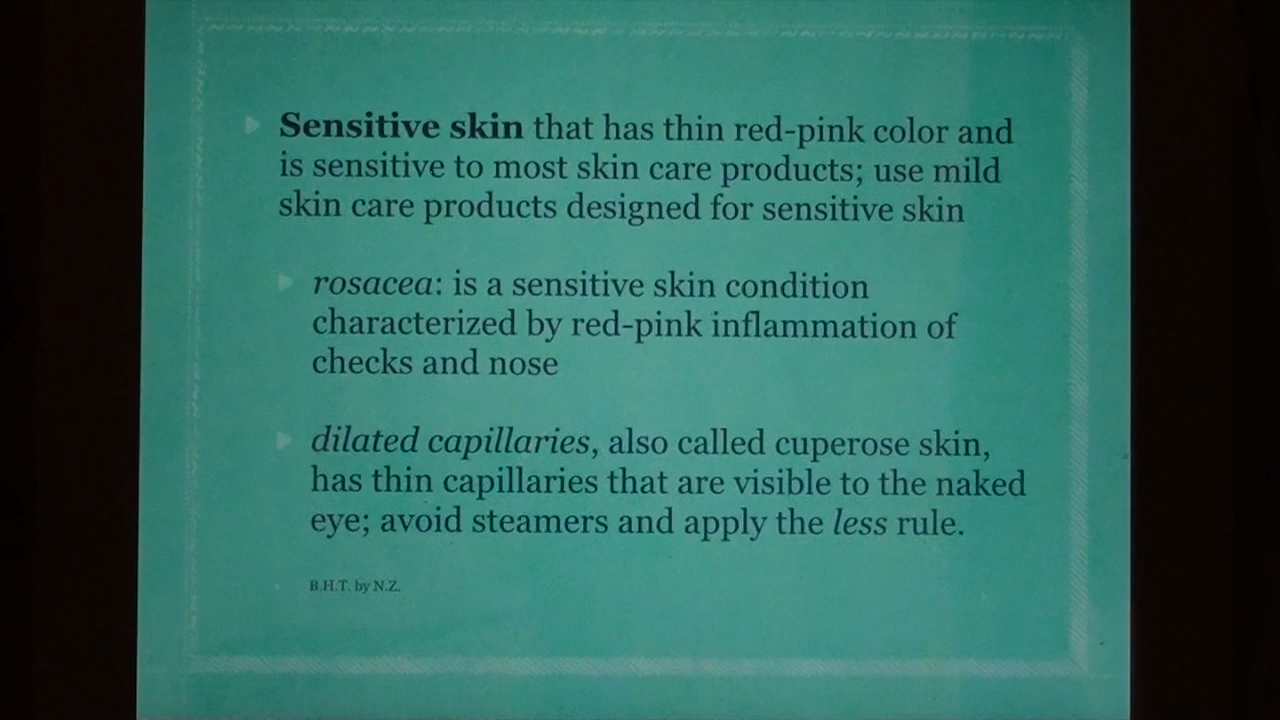 Sensitive skin that has thin red-pink color and
is sensitive to most skin care products; use mild
skin care products designed for sensitive skin
rosacea: is a sensitive skin condition
characterized by red-pink inflammation of
checks and nose
dilated capillaries, also called cuperose skin,
has thin capillaries that are visible to the naked
eye; avoid steamers and apply the less rule.
B.H.T. by N.Z.